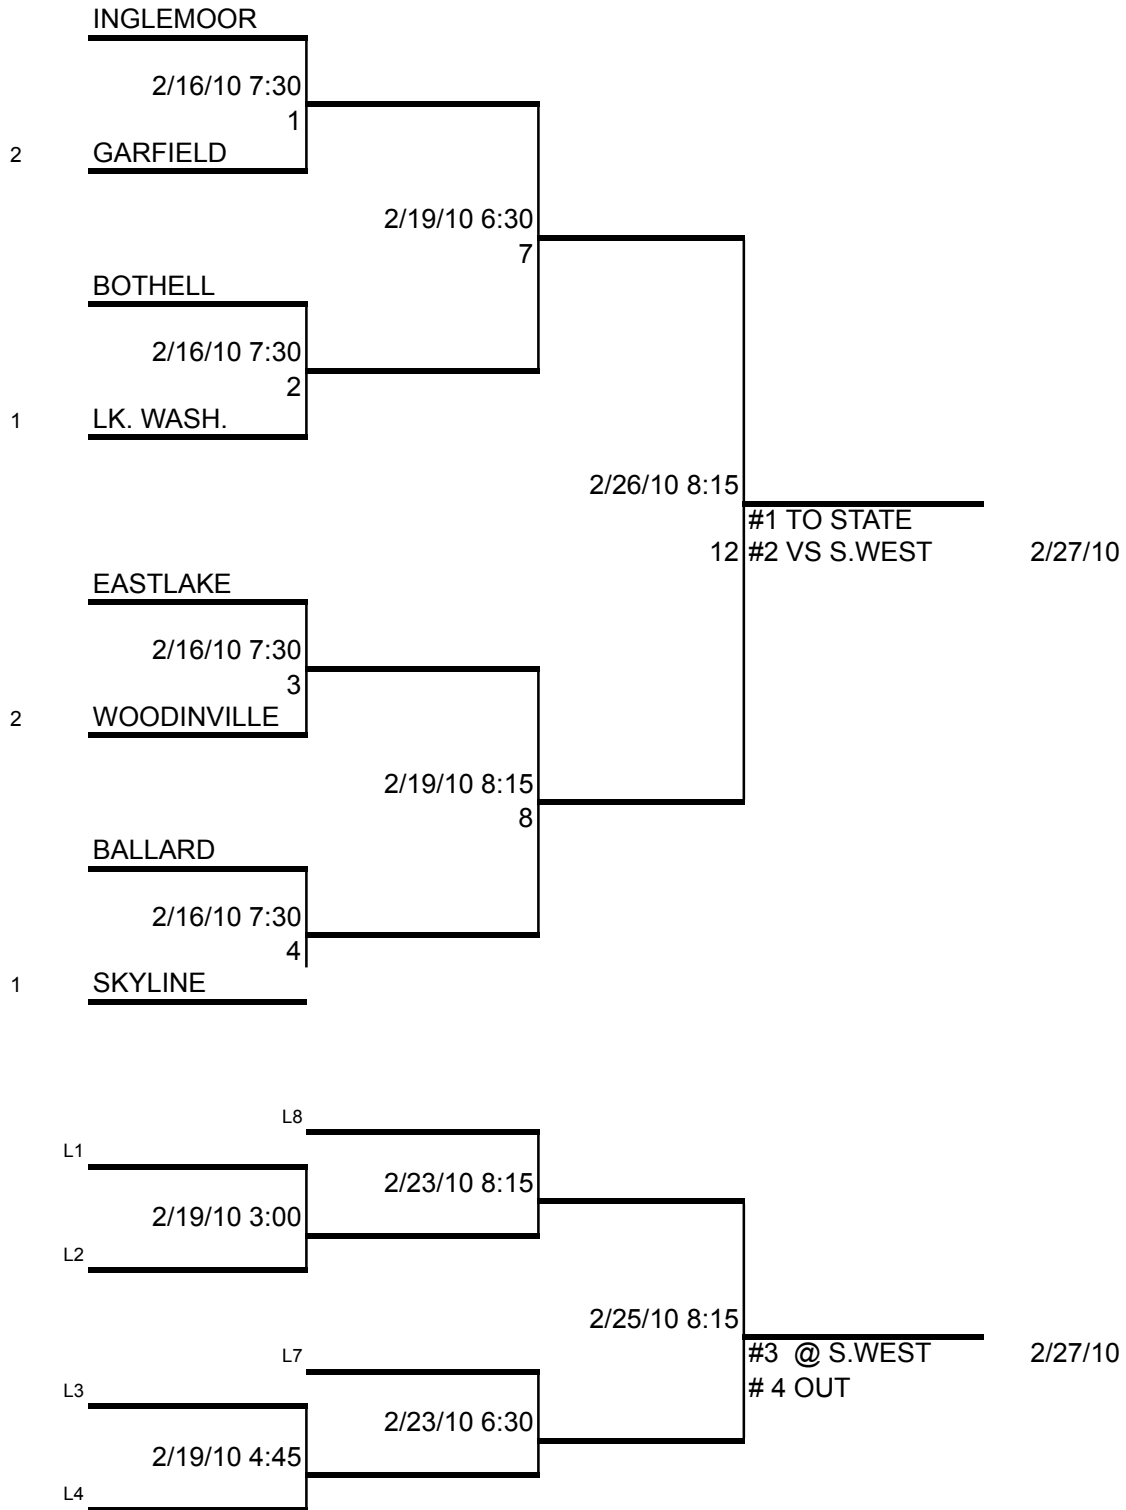 INGLEMOOR
2/16/10 7:30
1
2 GARFIELD
2/19/10 6:30
7
BOTHELL
2/16/10 7:30
2
1 LK. WASH.
2/26/10 8:15
#1 TO STATE
12 #2 VS S.WEST 2/27/10
EASTLAKE
2/16/10 7:30
3
2 WOODINVILLE
2/19/10 8:15
8
BALLARD
2/16/10 7:30
4
1 SKYLINE
L8
L1
2/23/10 8:15
2/19/10 3:00
L2
2/25/10 8:15
#3 @ S.WEST 2/27/10
# 4 OUT
L7
L3
2/23/10 6:30
2/19/10 4:45
L4